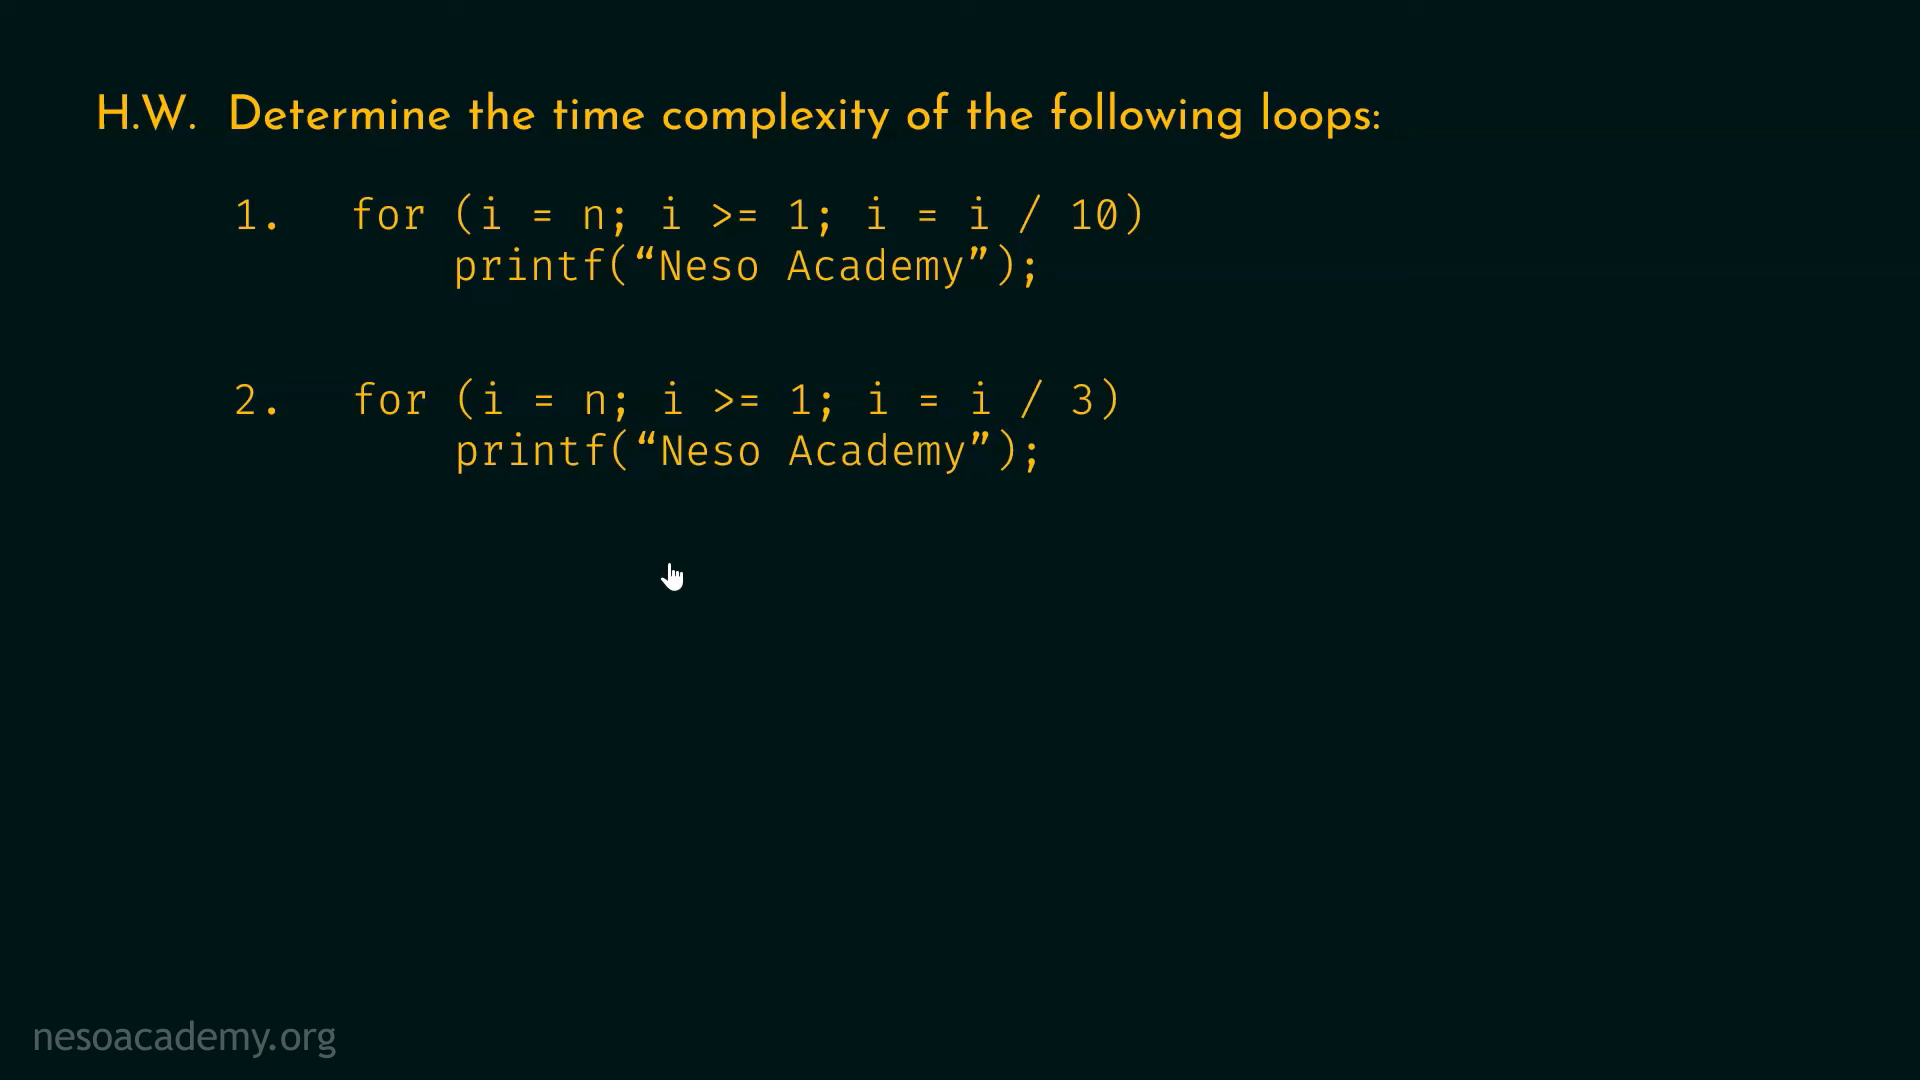 H.W. Determine the time complexity of the following loops:
1. for (i = n; i >= 1; i = i / 10)
printf(“Neso Academy”);
2. for (i = n; i >= 1; i = i / 3)
printf(“Neso Academy”);
nesoacademy.org